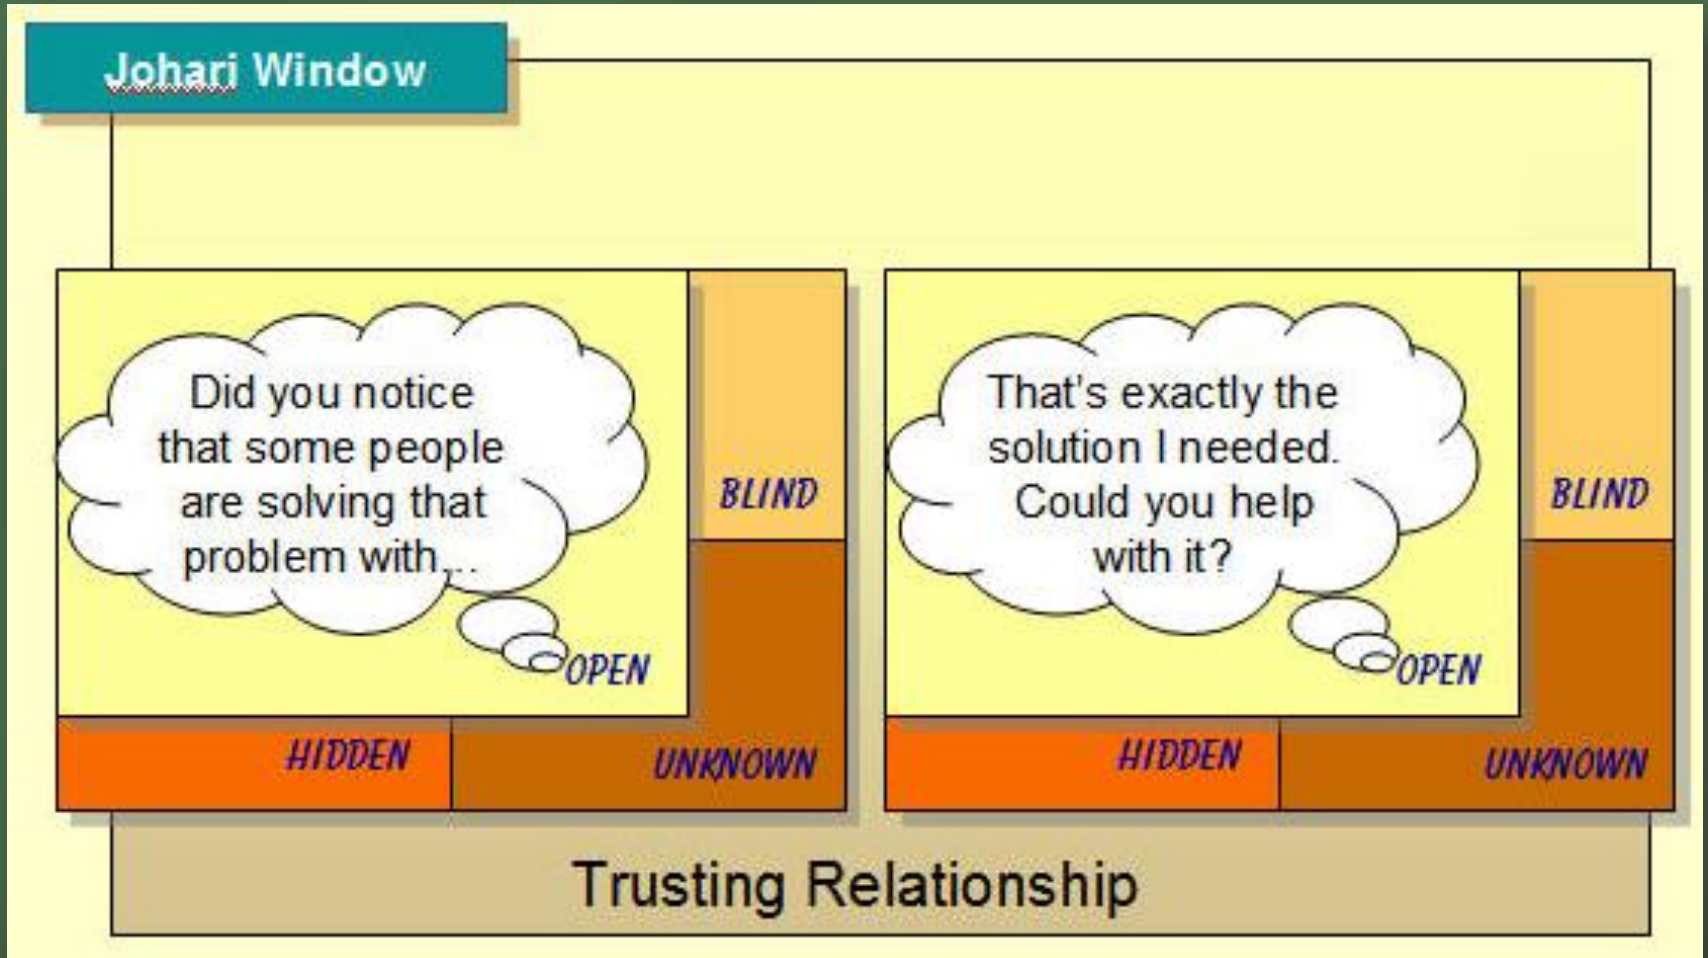 Johari Window
Did you notice
that some people
are solving that
problem with...
BLIND
OPEN
HIDDEN
UNKNOWN
That's exactly the
solution I needed.
Could you help
with it?
BLIND
OPEN
HIDDEN
UNKNOWN
Trusting Relationship